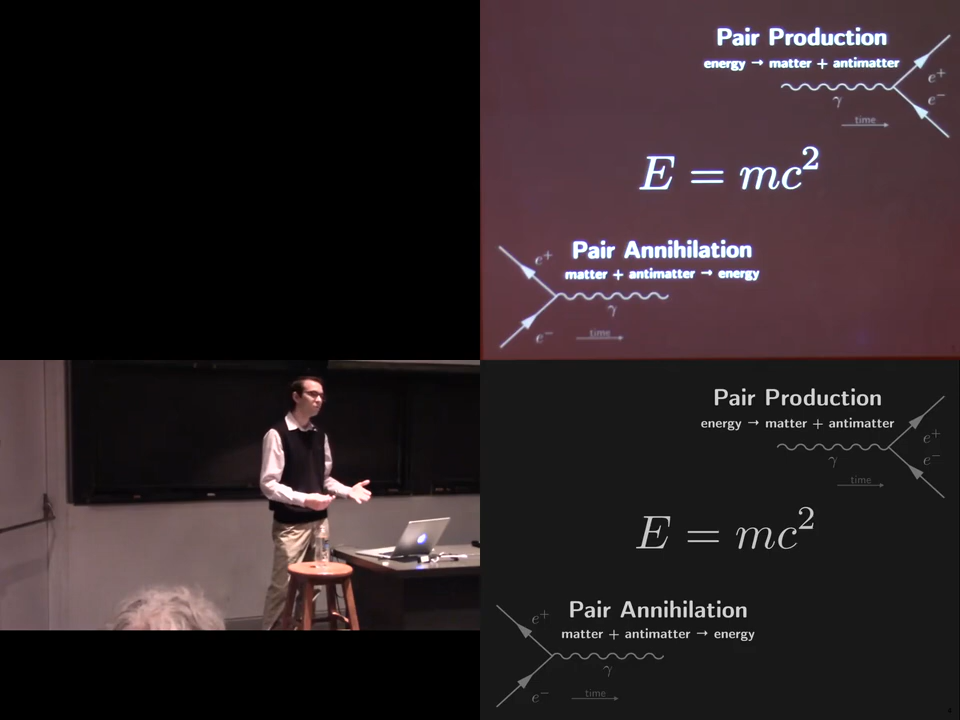 Pair Production
energy → matter + antimatter
e⁺
γ
e⁻
time
E = mc²
Pair Annihilation
e⁺
matter + antimatter → energy
γ
e⁻
time
Pair Production
energy → matter + antimatter
e⁺
γ
e⁻
time
E = mc²
Pair Annihilation
e⁺
matter + antimatter → energy
γ
e⁻
time